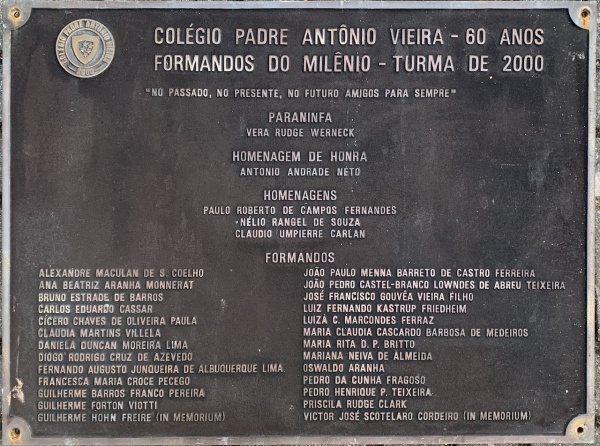 COLÉGIO PADRE ANTÔNIO VIEIRA - 60 ANOS
FORMANDOS DO MILÊNIO - TURMA DE 2000
"NO PASSADO, NO PRESENTE, NO FUTURO AMIGOS PARA SEMPRE"
PARANINFA
VERA RUDGE WERNECK
HOMENAGEM DE HONRA
ANTONIO ANDRADE NETO
HOMENAGENS
PAULO ROBERTO DE CAMPOS FERNANDES
NÉLIO RANGEL DE SOUZA
CLAUDIO UMPIERRE CARLAN
FORMANDOS
ALEXANDRE MACULAN DE S. COELHO
ANA BEATRIZ ARANHA MONNERAT
BRUNO ESTRADE DE BARROS
CARLOS EDUARDO CASSAR
CÍCERO CHAVES DE OLIVEIRA PAULA
CLAUDIA MARTINS VILLELA
DANIELA DUNCAN MOREIRA LIMA
DIOGO RODRIGO CRUZ DE AZEVEDO
FERNANDO AUGUSTO JUNQUEIRA DE ALBUQUERQUE LIMA
FRANCESCA MARIA CROCE PECEGO
GUILHERME BARROS FRANCO PEREIRA
GUILHERME FORTON VIOTTI
GUILHERME HOHN FREIRE (IN MEMORIUM)
JOÃO PAULO MENNA BARRETO DE CASTRO FERREIRA
JOÃO PEDRO CASTEL-BRANCO LOWNDES DE ABREU TEIXEIRA
JOSÉ FRANCISCO GOUVÊA VIEIRA FILHO
LUIZ FERNANDO KASTRUP FRIEDHEIM
LUIZA C. MARCONDES FERRAZ
MARIA CLAUDIA CASCARDO BARBOSA DE MEDEIROS
MARIA RITA D. P. BRITTO
MARIANA NEIVA DE ALMEIDA
OSWALDO ARANHA
PEDRO DA CUNHA FRAGOSO
PEDRO HENRIQUE P. TEIXEIRA
PRISCILA RUDGE CLARK
VICTOR JOSÉ SCOTELARO CORDEIRO (IN MEMORIUM)